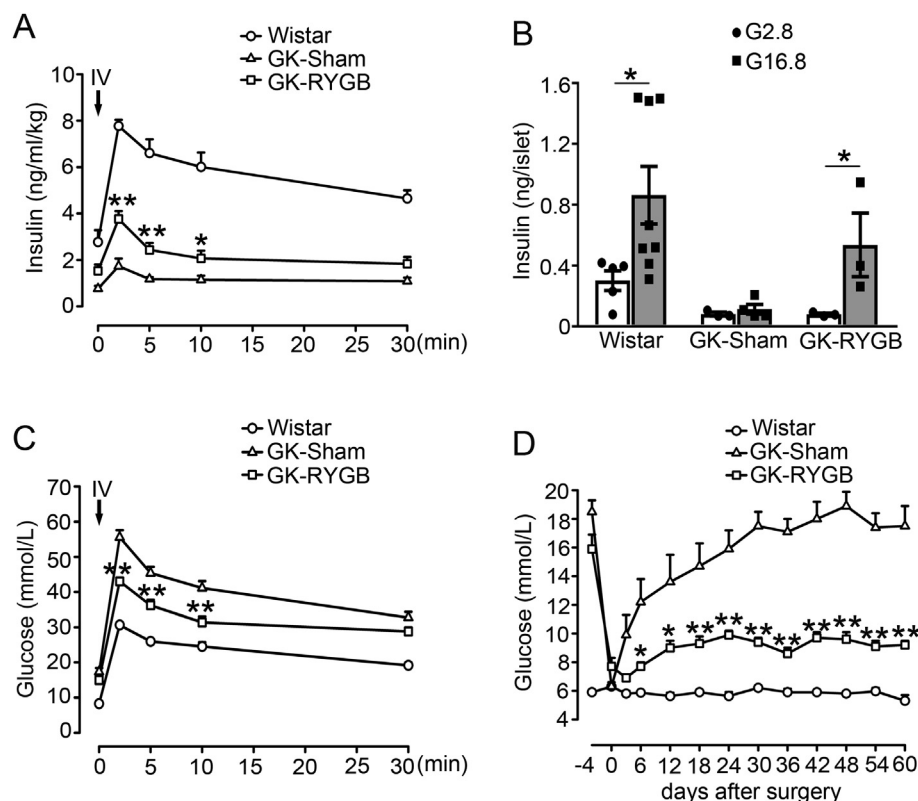 A
Wistar
GK-Sham
GK-RYGB
IV
Insulin (ng/ml/kg)
10
8
6
4
2
0
**
**
*
0 5 10 15 20 25 30 (min)
B
G2.8
G16.8
Insulin (ng/islet)
1.6
1.2
0.8
0.4
0
*
*
Wistar GK-Sham GK-RYGB
C
Wistar
GK-Sham
GK-RYGB
IV
Glucose (mmol/L)
70
60
50
40
30
20
10
0
**
**
**
0 5 10 15 20 25 30 (min)
D
Wistar
GK-Sham
GK-RYGB
Glucose (mmol/L)
20
18
16
14
12
10
8
6
4
* * ** ** ** ** ** ** ** **
-4 0 6 12 18 24 30 36 42 48 54 60
days after surgery